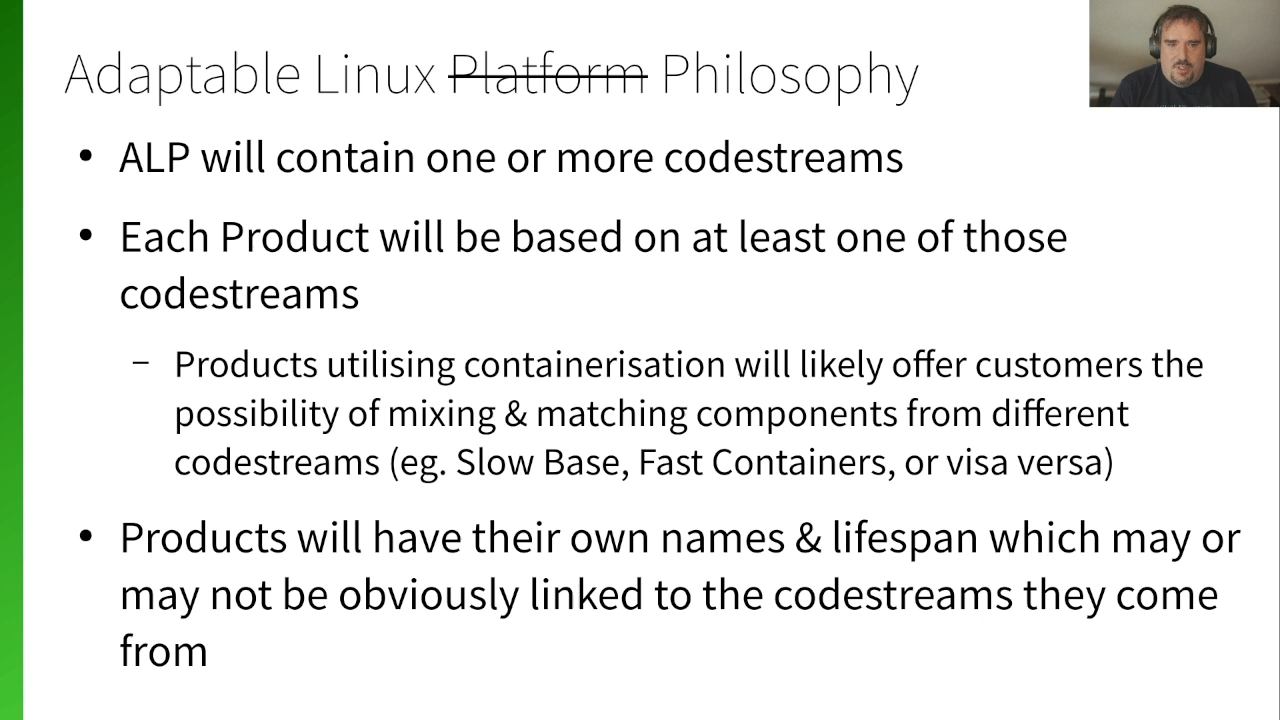 Adaptable Linux Platform Philosophy
• ALP will contain one or more codestreams
• Each Product will be based on at least one of those
codestreams
– Products utilising containerisation will likely offer customers the
possibility of mixing & matching components from different
codestreams (eg. Slow Base, Fast Containers, or visa versa)
• Products will have their own names & lifespan which may or
may not be obviously linked to the codestreams they come
from